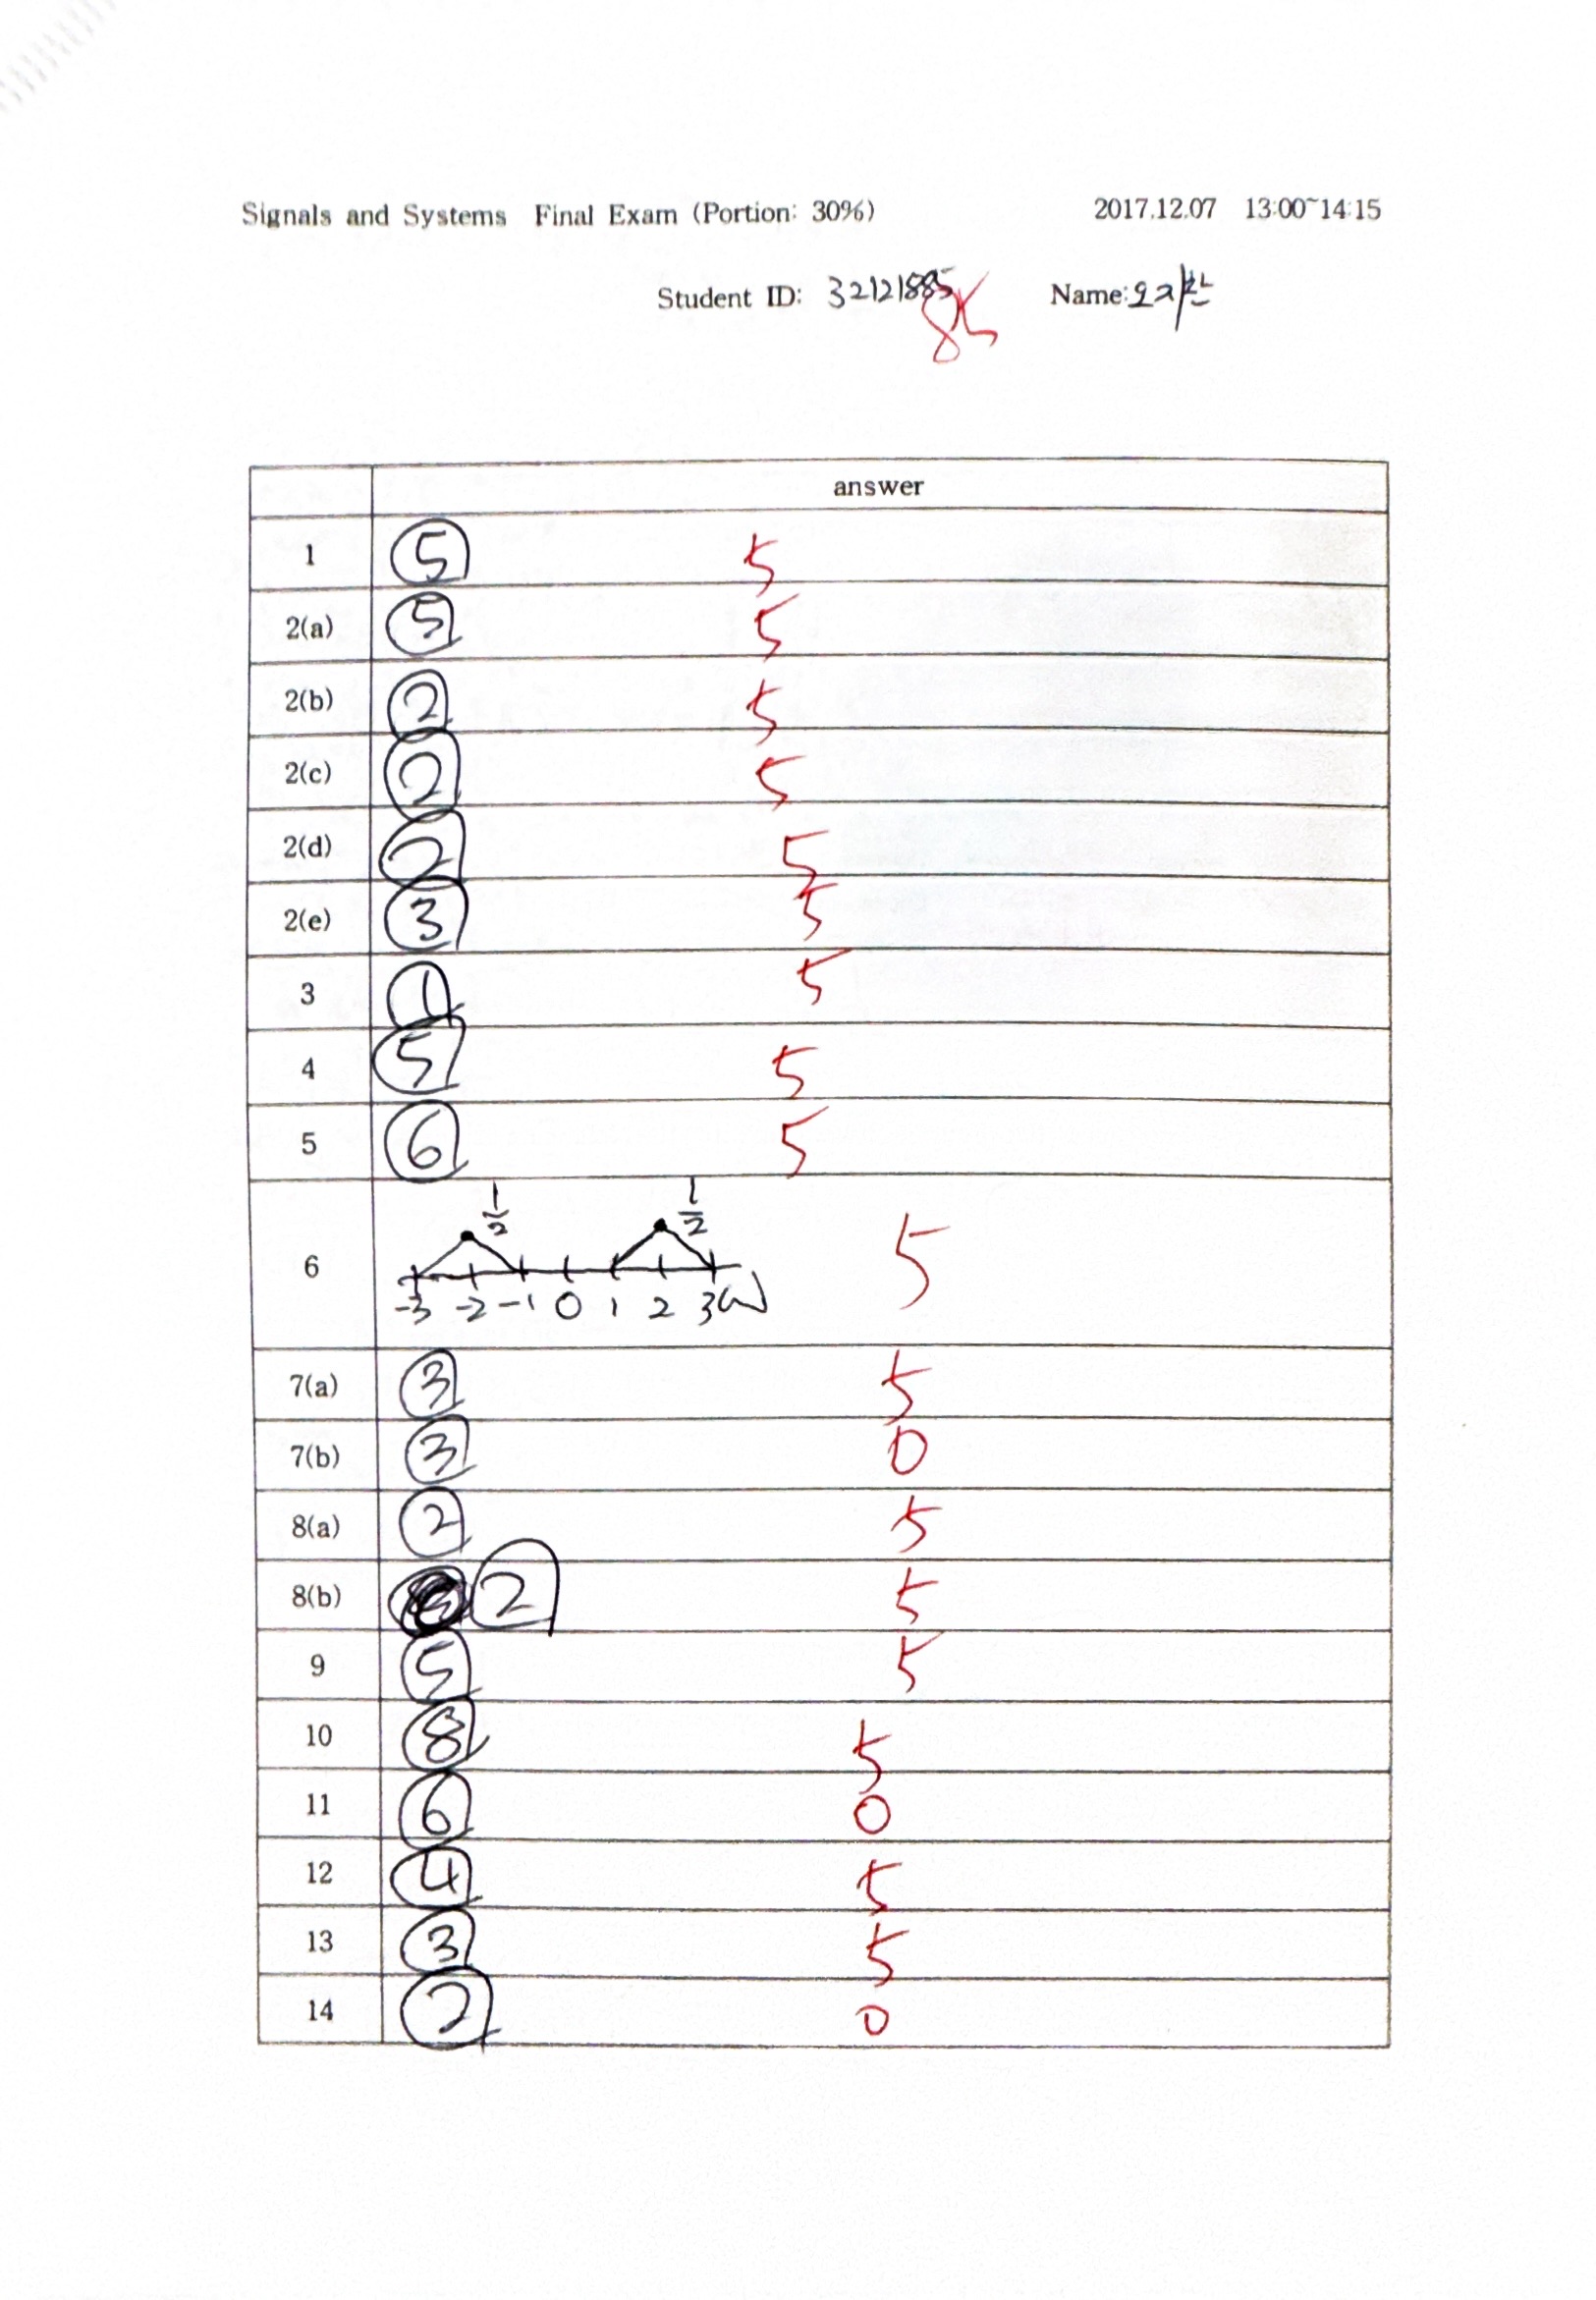 Signals and Systems Final Exam (Portion: 30%) 2017.12.07 13:00~14:15
Student ID: 32121885 Name:
85
answer
1 ⑤ 5
2(a) ⑤ 5
2(b) ② 5
2(c) ② 5
2(d) ② 5
2(e) ③ 5
3 ① 5
4 ⑤ 5
5 ⑥ 5
1/2 1/2
6 5
-3 -2 -1 0 1 2 3 ω
7(a) ③ 5
7(b) ③ 0
8(a) ② 5
8(b) ② 5
9 ⑤ 5
10 ⑧ 5
11 ⑥ 0
12 ④ 5
13 ③ 5
14 ② 0